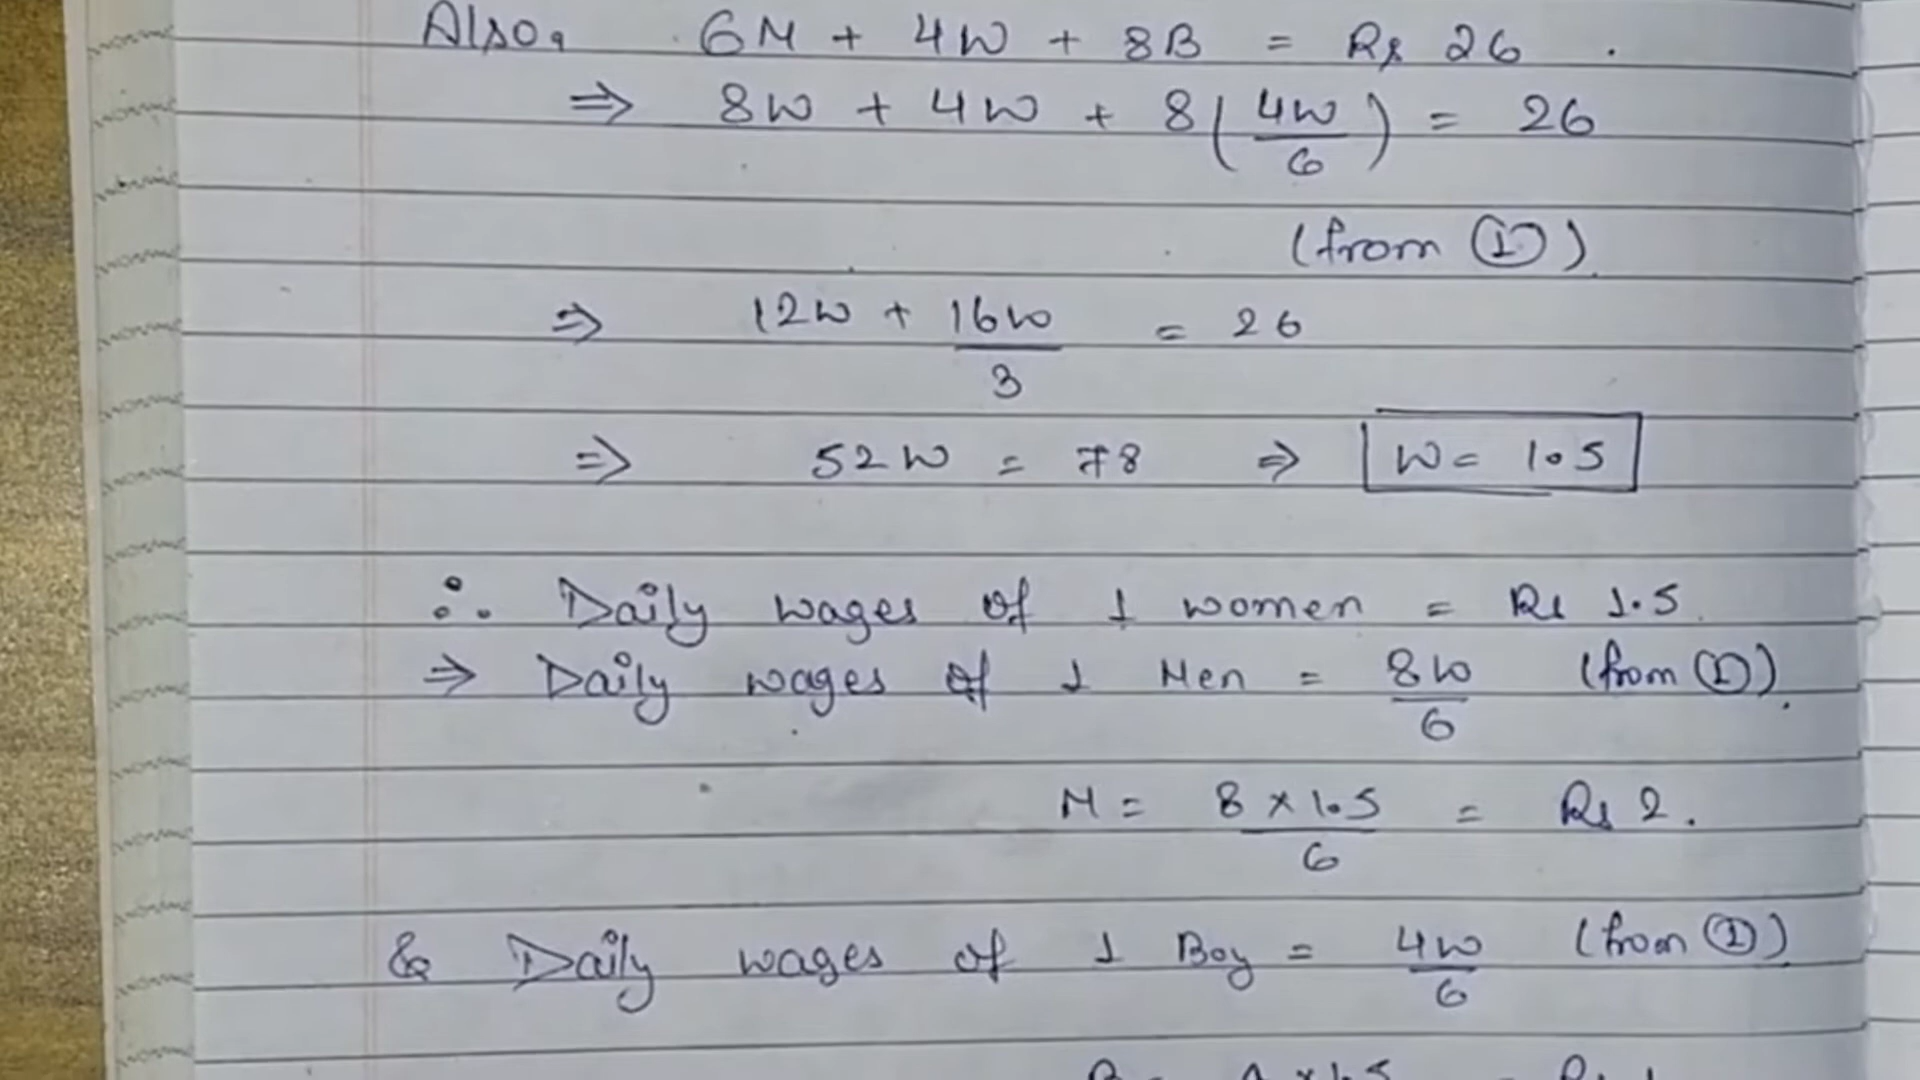 Also, 6M + 4W + 8B = Rs 26 .
⇒ 8W + 4W + 8(4W/6) = 26
(from ①)
⇒ 12W + 16W/3 = 26
⇒ 52W = 78 ⇒ W = 1.5
∴ Daily wages of 1 women = Rs 1.5
⇒ Daily wages of 1 Men = 8W/6 (from ①).
M = 8 × 1.5/6 = Rs 2.
& Daily wages of 1 Boy = 4W/6 (from ①)